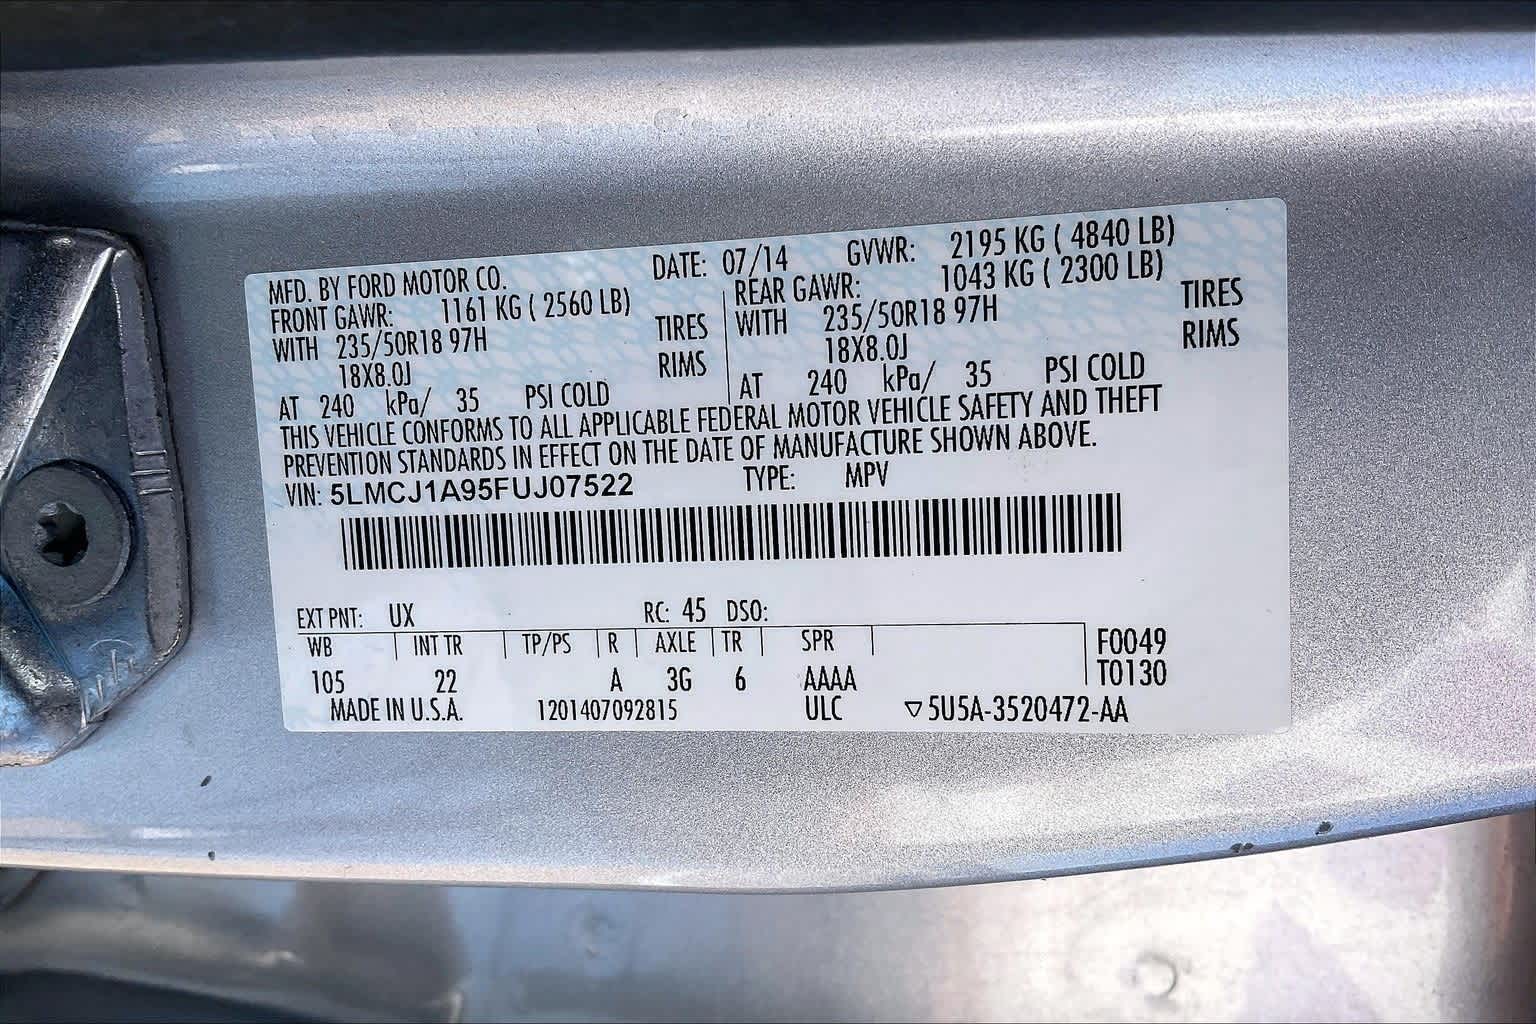 MFD. BY FORD MOTOR CO. DATE: 07/14 GVWR: 2195 KG ( 4840 LB)
FRONT GAWR: 1161 KG ( 2560 LB) REAR GAWR: 1043 KG ( 2300 LB)
WITH 235/50R18 97H TIRES WITH 235/50R18 97H TIRES
18X8.0J RIMS 18X8.0J RIMS
AT 240 kPa/ 35 PSI COLD AT 240 kPa/ 35 PSI COLD
THIS VEHICLE CONFORMS TO ALL APPLICABLE FEDERAL MOTOR VEHICLE SAFETY AND THEFT
PREVENTION STANDARDS IN EFFECT ON THE DATE OF MANUFACTURE SHOWN ABOVE.
VIN: 5LMCJ1A95FUJ07522 TYPE: MPV
EXT PNT: UX RC: 45 DSO:
WB INT TR TP/PS R AXLE TR SPR F0049
105 22 A 3G 6 AAAA T0130
MADE IN U.S.A. 1201407092815 ULC ▽5U5A-3520472-AA